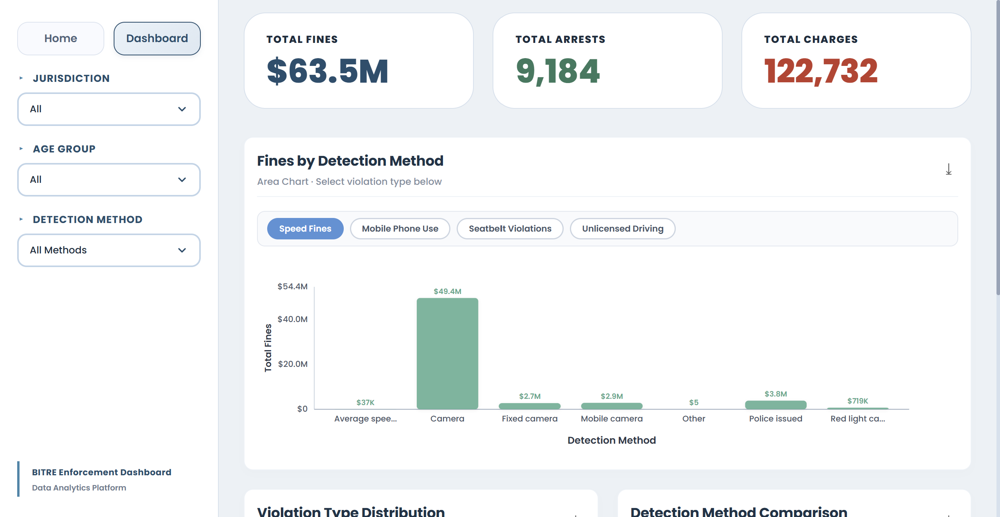 Home
Dashboard
JURISDICTION
All
AGE GROUP
All
DETECTION METHOD
All Methods
BITRE Enforcement Dashboard
Data Analytics Platform
TOTAL FINES
$63.5M
TOTAL ARRESTS
9,184
TOTAL CHARGES
122,732
Fines by Detection Method
Area Chart · Select violation type below
Speed Fines
Mobile Phone Use
Seatbelt Violations
Unlicensed Driving
Total Fines
$54.4M
$40.0M
$20.0M
$0
$37K
$49.4M
$2.7M
$2.9M
$5
$3.8M
$719K
Average spee...
Camera
Fixed camera
Mobile camera
Other
Police issued
Red light ca...
Detection Method
Violation Type Distribution
Detection Method Comparison